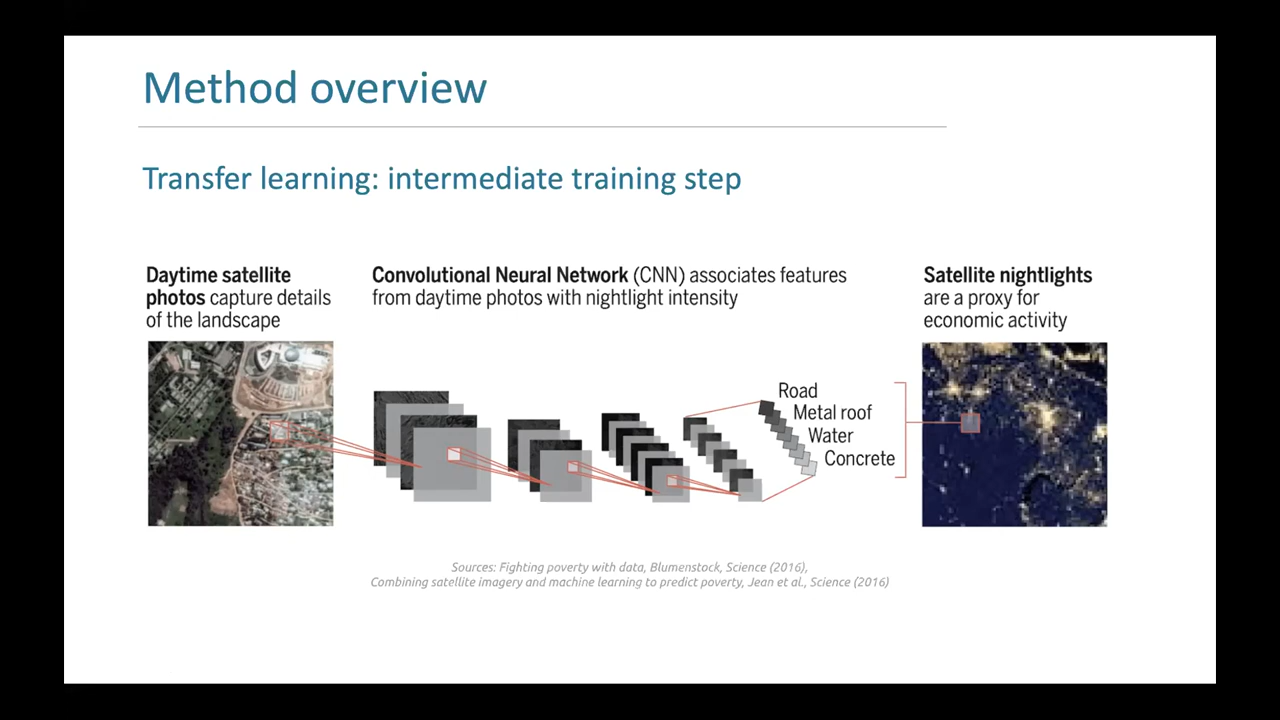 Method overview
Transfer learning: intermediate training step
Daytime satellite
photos capture details
of the landscape
Convolutional Neural Network (CNN) associates features
from daytime photos with nightlight intensity
Satellite nightlights
are a proxy for
economic activity
Road
Metal roof
Water
Concrete
Sources: Fighting poverty with data, Blumenstock, Science (2016),
Combining satellite imagery and machine learning to predict poverty, Jean et al., Science (2016)